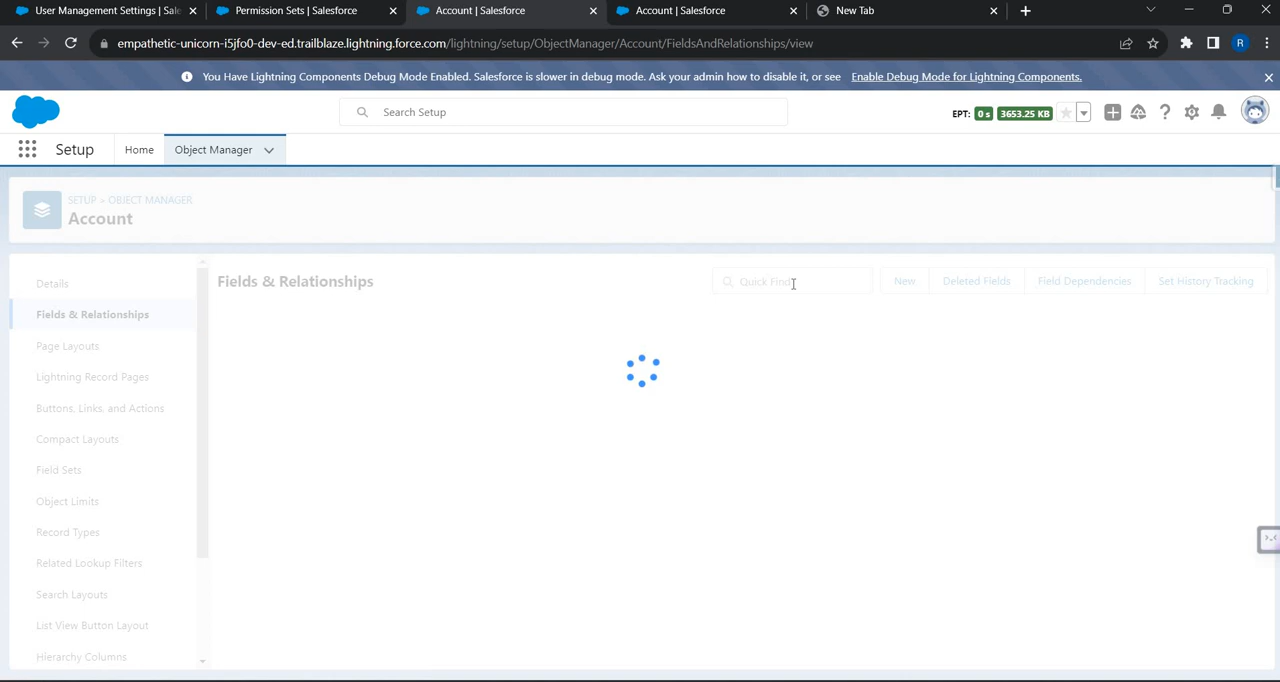 User Management Settings | Sale
Permission Sets | Salesforce
Account | Salesforce
Account | Salesforce
New Tab
empathetic-unicorn-i5jfo0-dev-ed.trailblaze.lightning.force.com/lightning/setup/ObjectManager/Account/FieldsAndRelationships/view
R
You Have Lightning Components Debug Mode Enabled. Salesforce is slower in debug mode. Ask your admin how to disable it, or see Enable Debug Mode for Lightning Components.
Search Setup
EPT: 0 s 3653.25 KB
Setup
Home
Object Manager
SETUP > OBJECT MANAGER
Account
Details
Fields & Relationships
Page Layouts
Lightning Record Pages
Buttons, Links, and Actions
Compact Layouts
Field Sets
Object Limits
Record Types
Related Lookup Filters
Search Layouts
List View Button Layout
Hierarchy Columns
Fields & Relationships
Quick Find
New
Deleted Fields
Field Dependencies
Set History Tracking